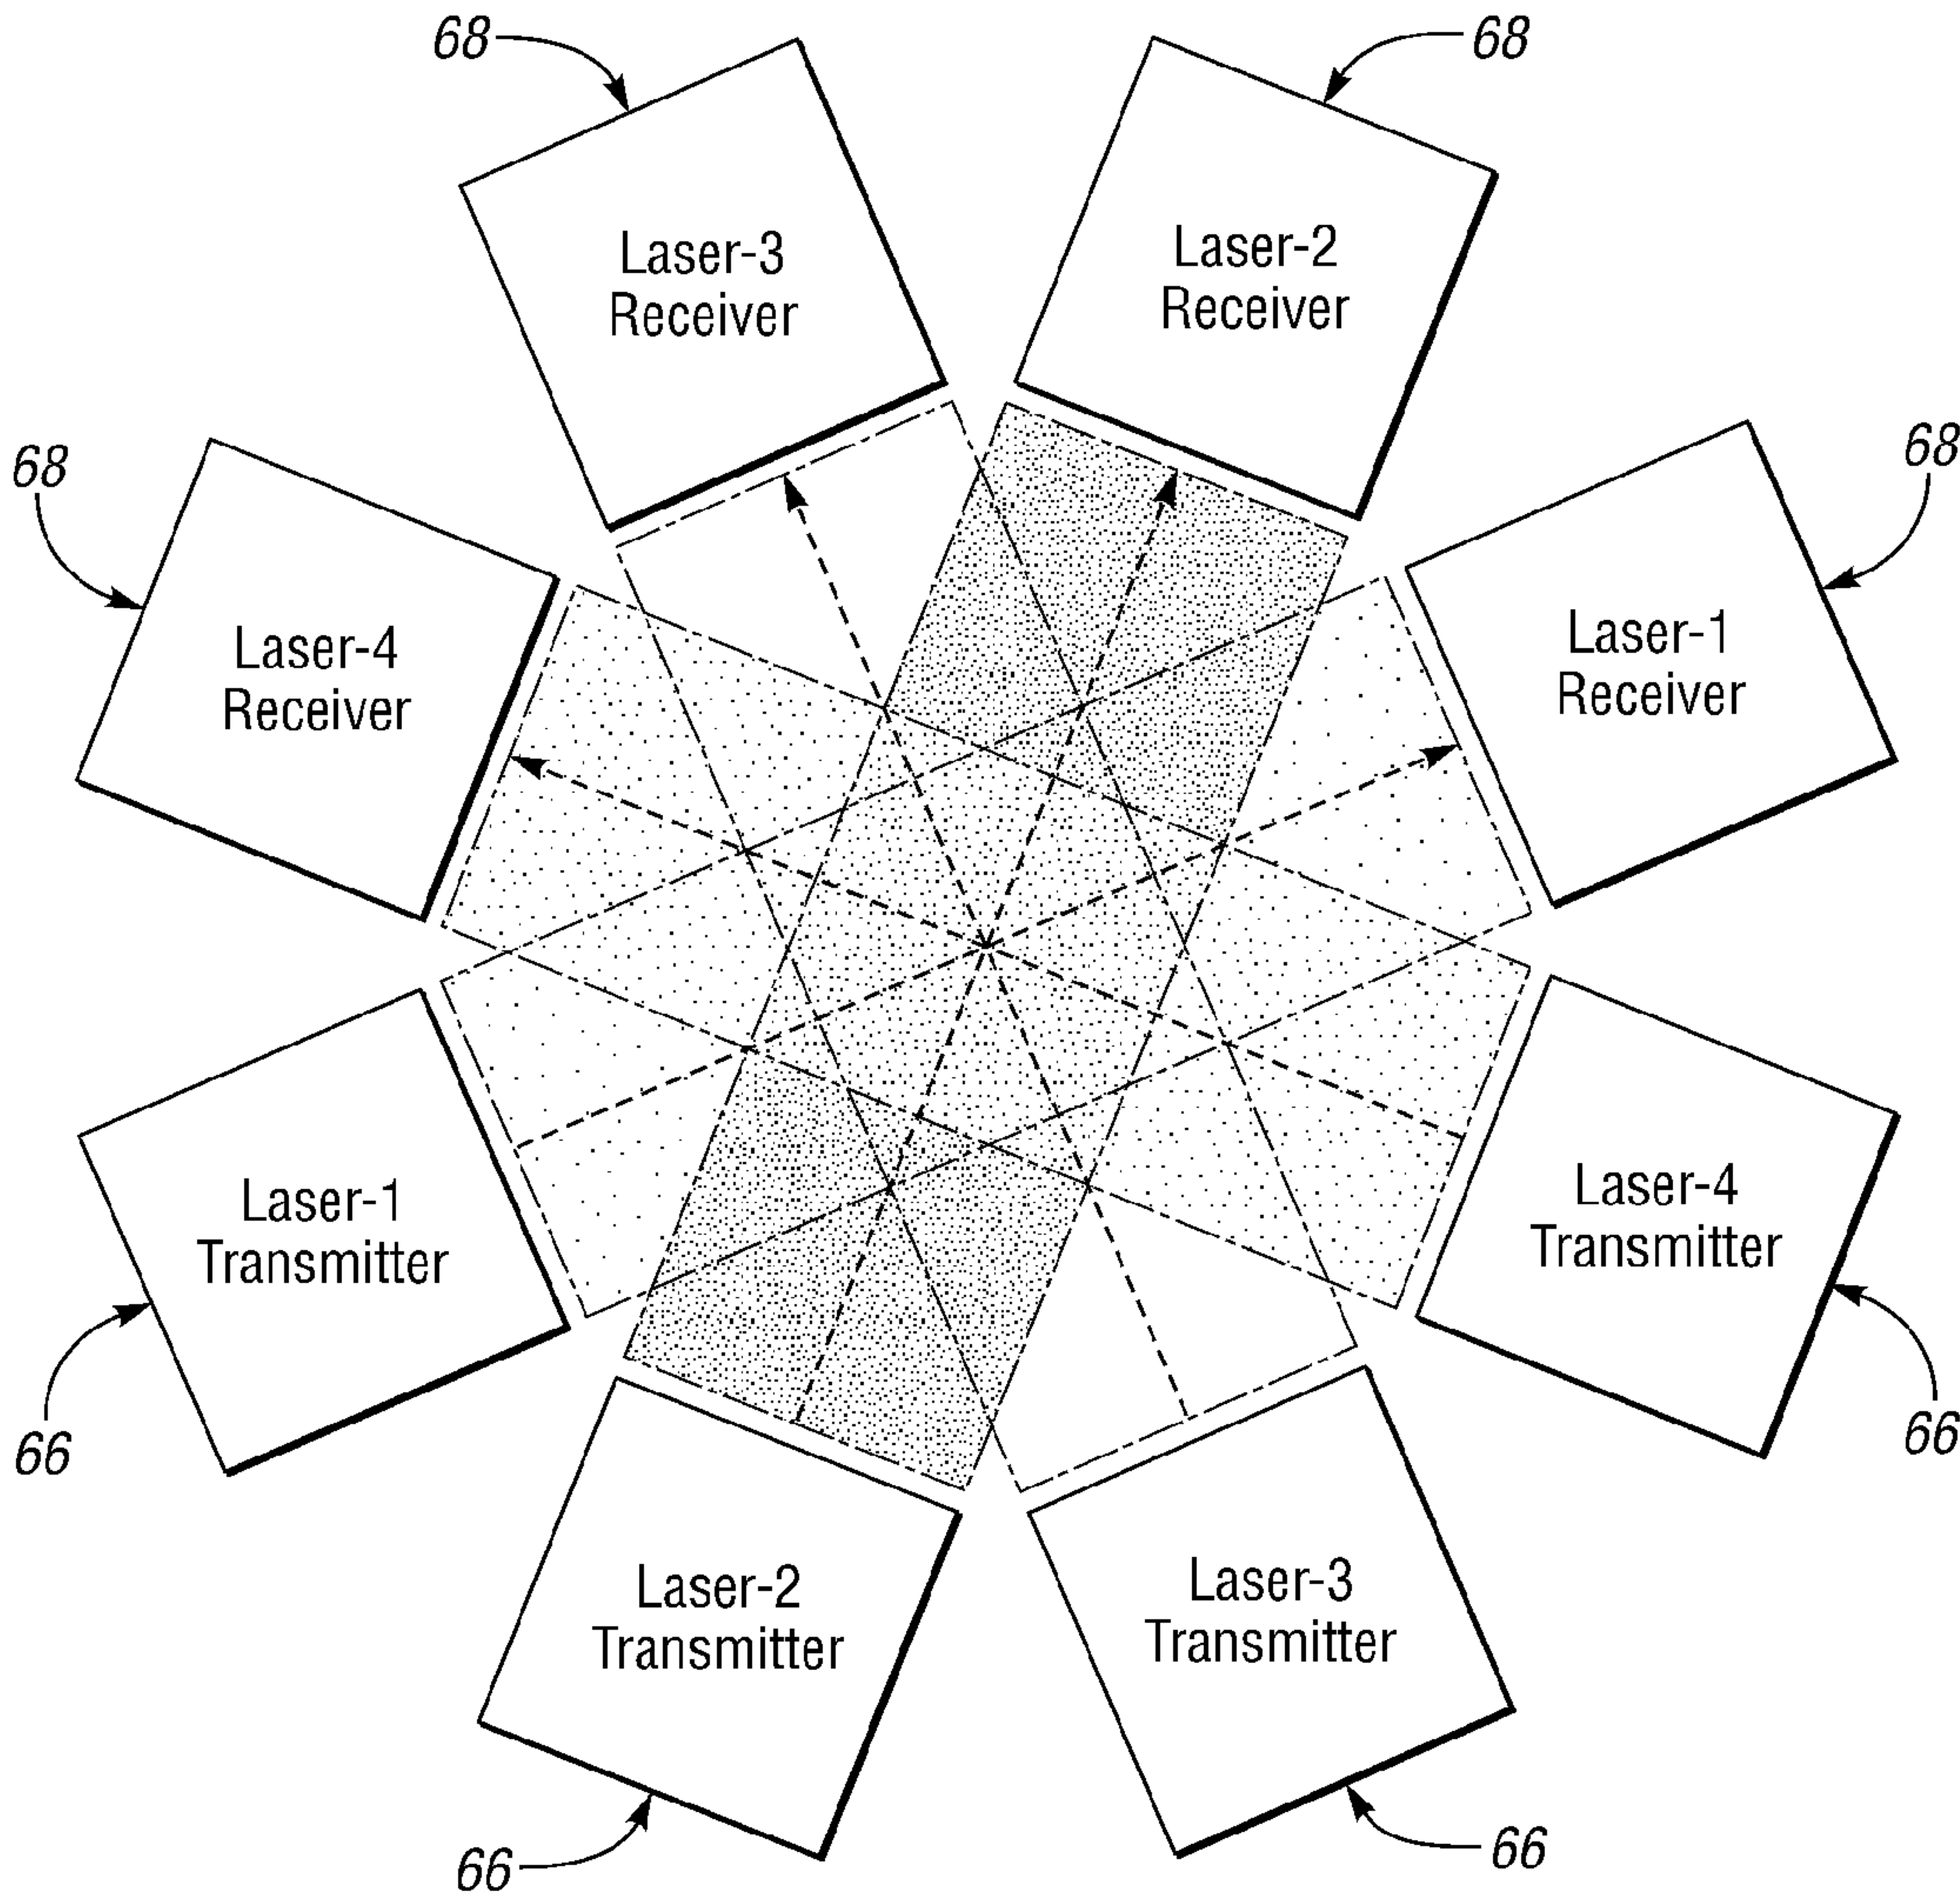 68
68
Laser-3
Receiver
Laser-2
Receiver
68
68
Laser-4
Receiver
Laser-1
Receiver
Laser-1
Transmitter
Laser-4
Transmitter
66
66
Laser-2
Transmitter
Laser-3
Transmitter
66
66